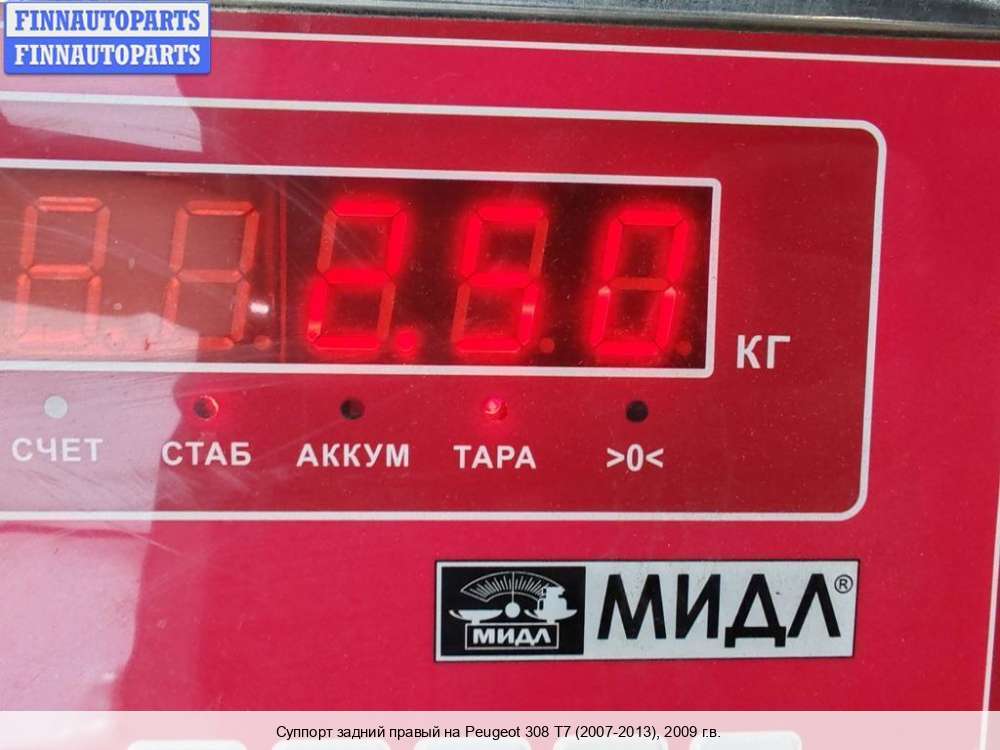 FINNAUTOPARTS
FINNAUTOPARTS
2.50
КГ
СЧЕТ СТАБ АККУМ ТАРА >0<
МИДЛ МИДЛ®
Суппорт задний правый на Peugeot 308 T7 (2007-2013), 2009 г.в.